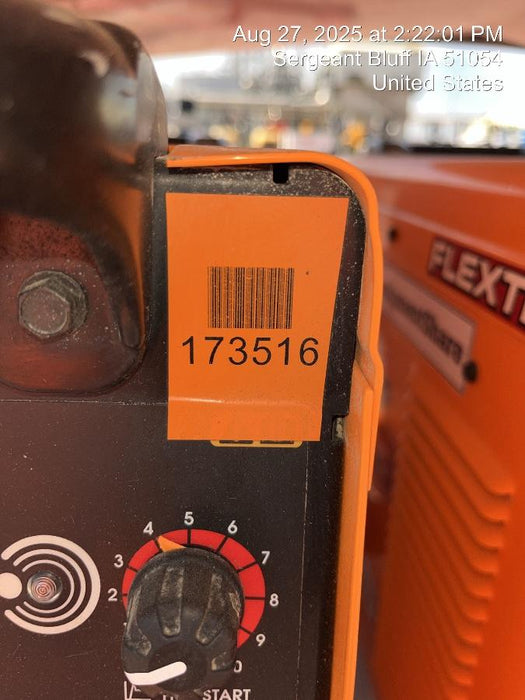 Aug 27, 2025 at 2:22:01 PM
Sergeant Bluff IA 51054
United States
FLEXT
173516
2 3 4 5 6 7 8 9 0
START